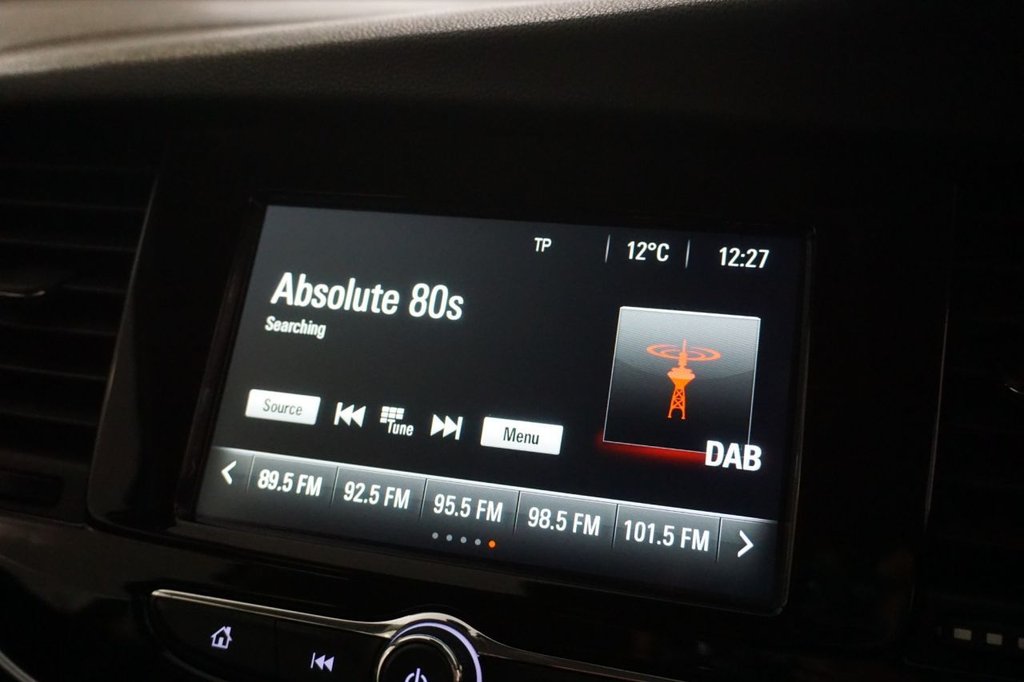 TP 12°C 12:27
Absolute 80s
Searching
Source Tune Menu
DAB
89.5 FM 92.5 FM 95.5 FM 98.5 FM 101.5 FM